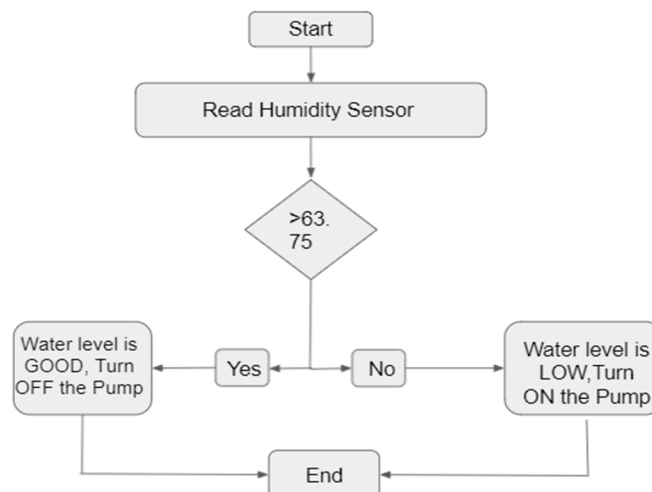 Start
Read Humidity Sensor
>63.
75
Water level is
GOOD, Turn
OFF the Pump
Yes
No
Water level is
LOW,Turn
ON the Pump
End